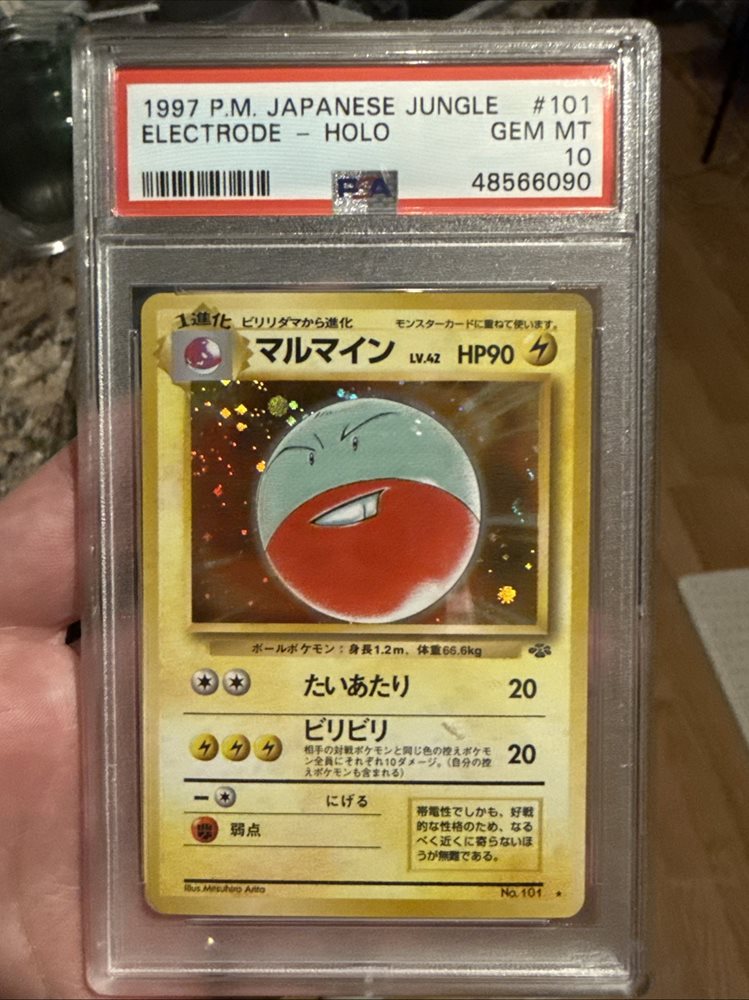 1997 P.M. JAPANESE JUNGLE #101
ELECTRODE - HOLO GEM MT
10
PSA 48566090
1進化 ビリリダマから進化 モンスターカードに重ねて使います。
マルマイン LV.42 HP90
ボールポケモン：身長1.2m、体重66.6kg
たいあたり 20
ビリビリ 20
相手の対戦ポケモンと同じ色の控えポケモ
ン全員にそれぞれ10ダメージ。(自分の控
えポケモンも含まれる)
にげる
弱点
帯電性でしかも、好戦
的な性格のため、なる
べく近くに寄らないほ
うが無難である。
Illus.Mitsuhiro Arita No.101